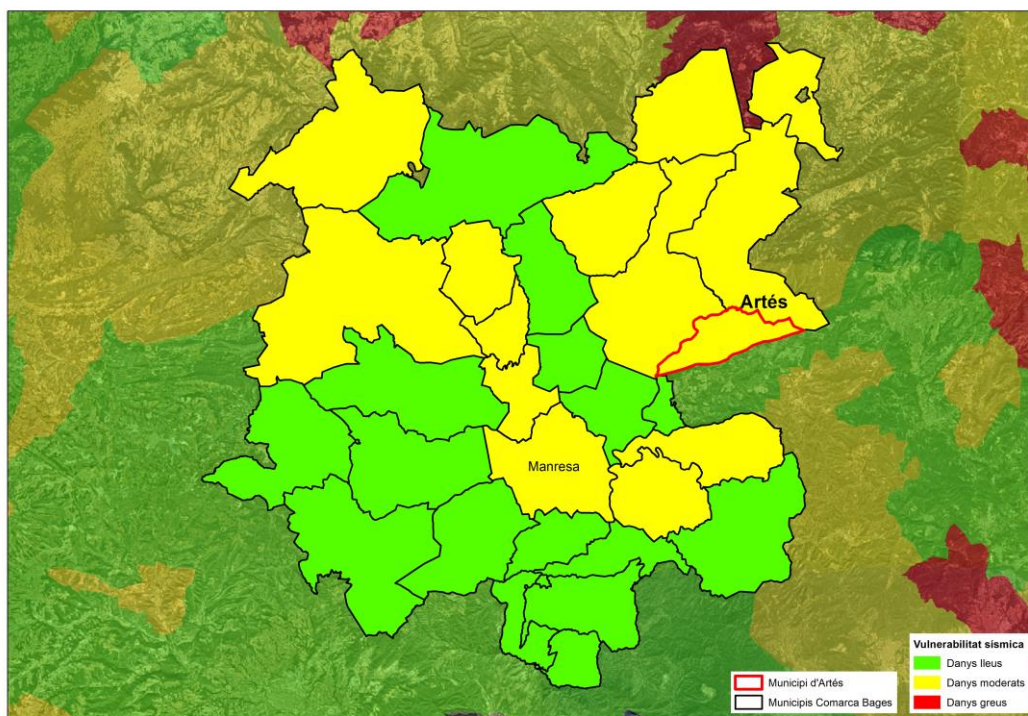 Artés
Manresa
Vulnerabilitat sísmica
Danys lleus
Danys moderats
Danys greus
Municipi d'Artés
Municipis Comarca Bages